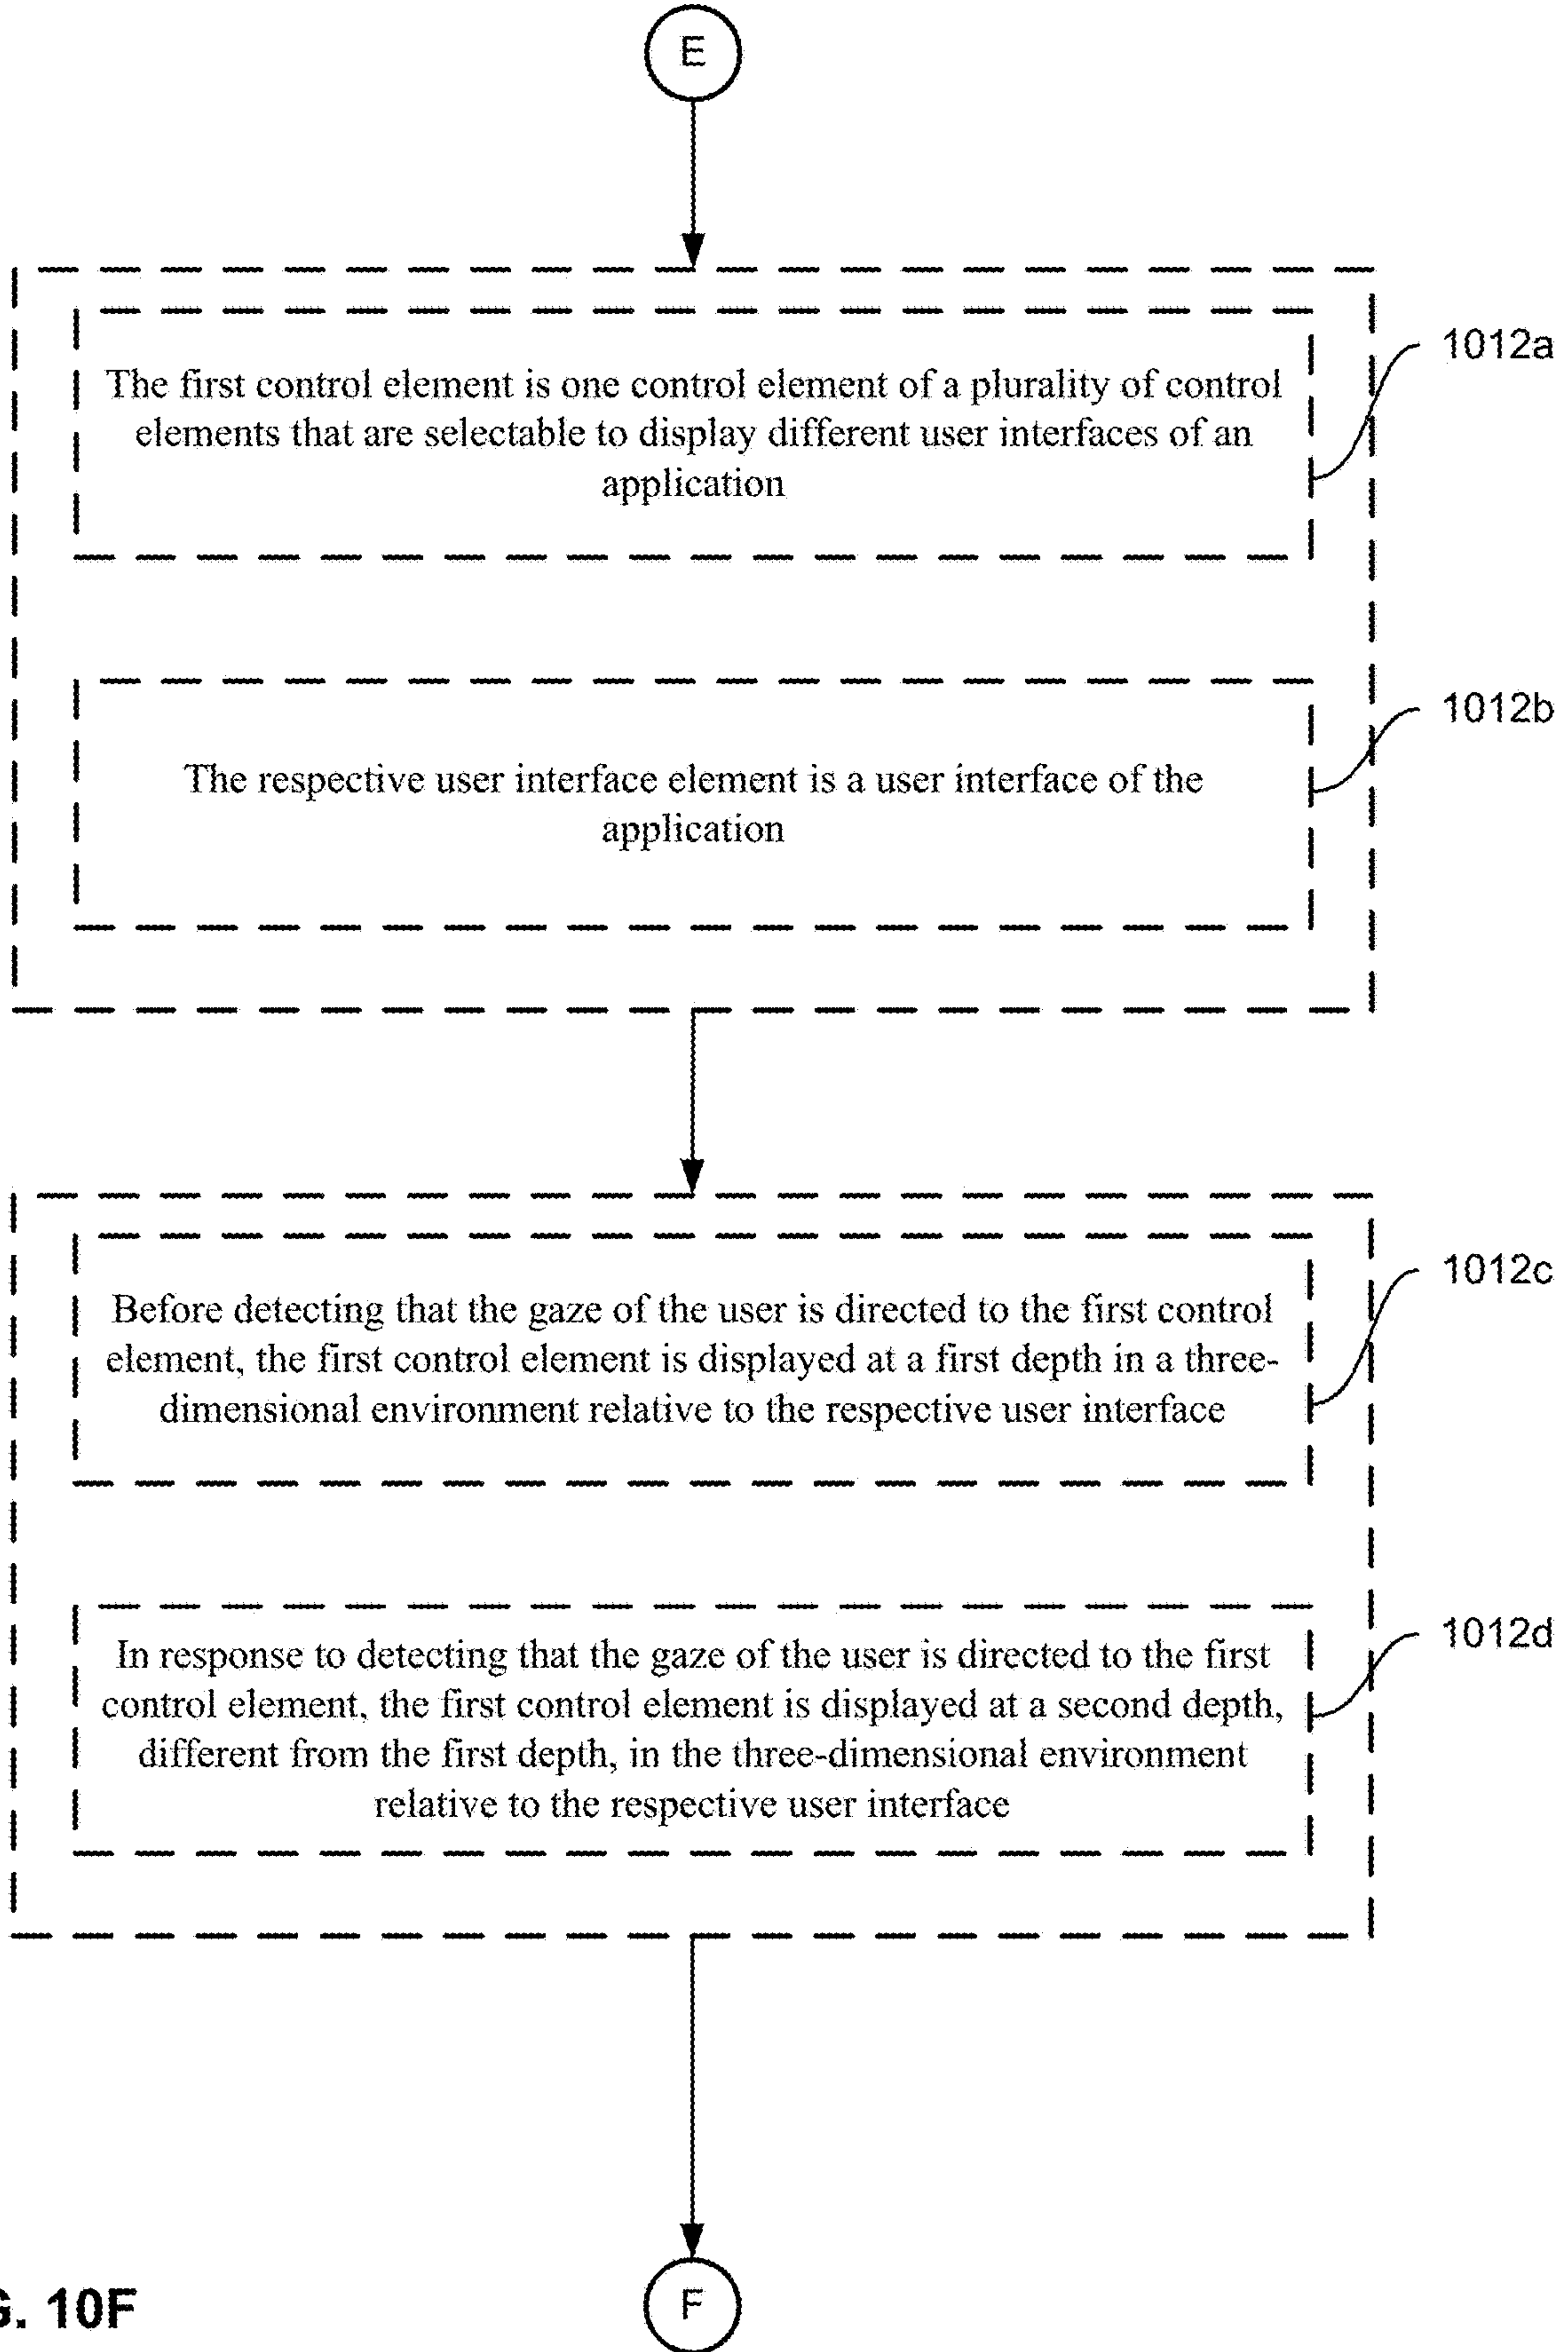 E
The first control element is one control element of a plurality of control
elements that are selectable to display different user interfaces of an
application
1012a
The respective user interface element is a user interface of the
application
1012b
Before detecting that the gaze of the user is directed to the first control
element, the first control element is displayed at a first depth in a three-
dimensional environment relative to the respective user interface
1012c
In response to detecting that the gaze of the user is directed to the first
control element, the first control element is displayed at a second depth,
different from the first depth, in the three-dimensional environment
relative to the respective user interface
1012d
F
G. 10F